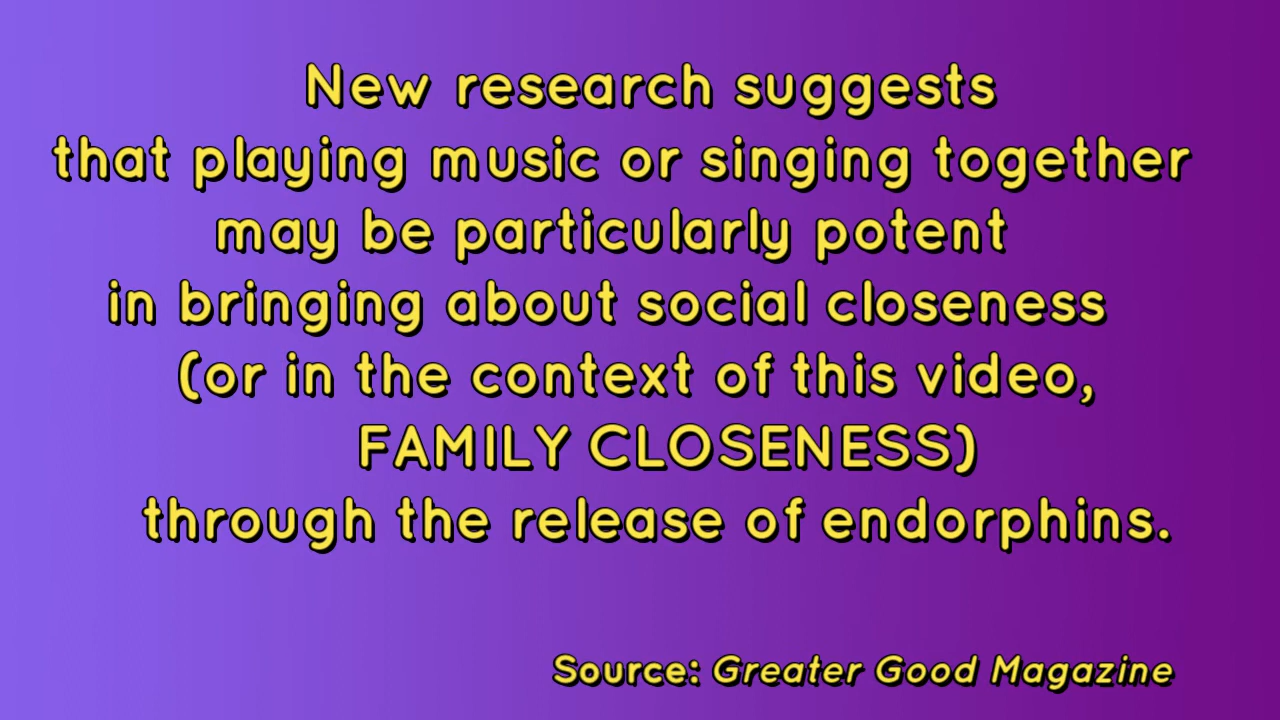 New research suggests
that playing music or singing together
may be particularly potent
in bringing about social closeness
(or in the context of this video,
FAMILY CLOSENESS)
through the release of endorphins.
Source: Greater Good Magazine